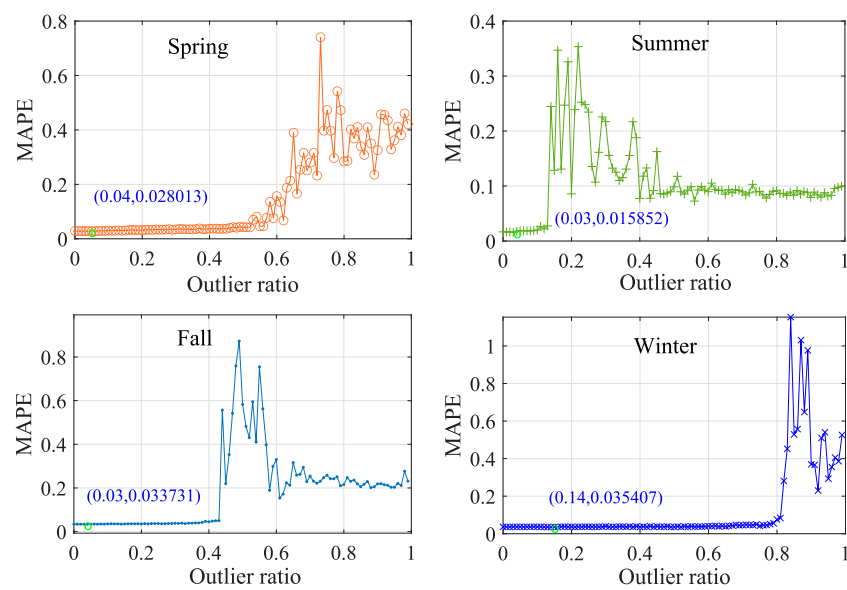 Spring
MAPE
0.8
0.6
0.4
0.2
0
(0.04,0.028013)
0 0.2 0.4 0.6 0.8 1
Outlier ratio
Summer
MAPE
0.4
0.3
0.2
0.1
0
(0.03,0.015852)
0 0.2 0.4 0.6 0.8 1
Outlier ratio
Fall
MAPE
0.8
0.6
0.4
0.2
0
(0.03,0.033731)
0 0.2 0.4 0.6 0.8 1
Outlier ratio
Winter
MAPE
1
0.8
0.6
0.4
0.2
0
(0.14,0.035407)
0 0.2 0.4 0.6 0.8 1
Outlier ratio